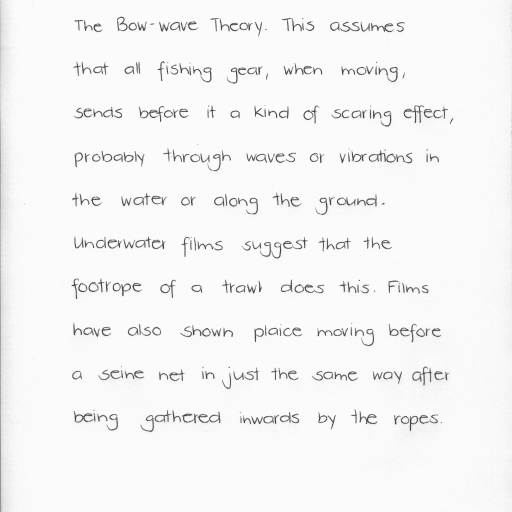 The Bow-wave Theory. This assumes
that all fishing gear, when moving,
sends before it a kind of scaring effect,
probably through waves or vibrations in
the water or along the ground.
Underwater films suggest that the
footrope of a trawl does this. Films
have also shown plaice moving before
a seine net in just the same way after
being gathered inwards by the ropes.